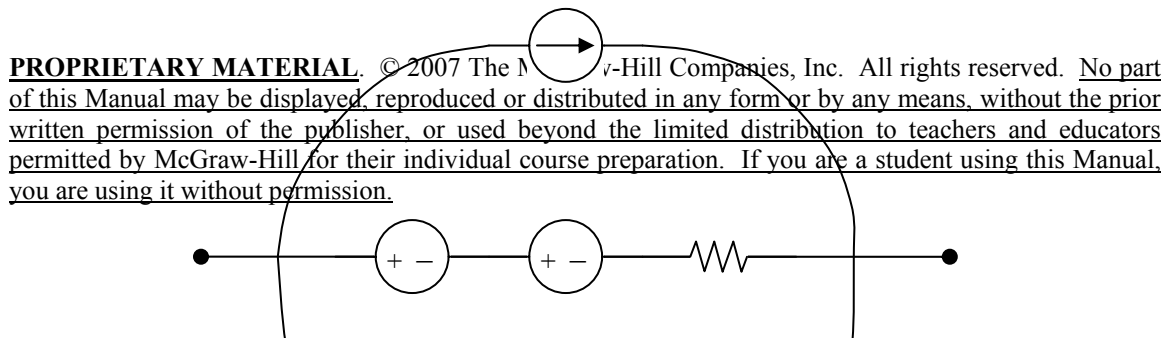 PROPRIETARY MATERIAL. © 2007 The M -Hill Companies, Inc. All rights reserved. No part
of this Manual may be displayed, reproduced or distributed in any form or by any means, without the prior
written permission of the publisher, or used beyond the limited distribution to teachers and educators
permitted by McGraw-Hill for their individual course preparation. If you are a student using this Manual,
you are using it without permission.
+ − + −